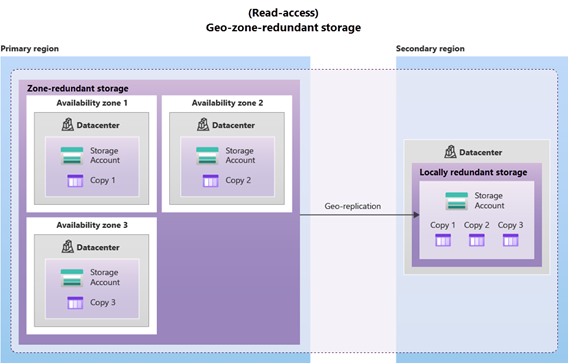 (Read-access)
Geo-zone-redundant storage
Primary region
Secondary region
Zone-redundant storage
Availability zone 1
Datacenter
Storage
Account
Copy 1
Availability zone 2
Datacenter
Storage
Account
Copy 2
Availability zone 3
Datacenter
Storage
Account
Copy 3
Geo-replication
Datacenter
Locally redundant storage
Storage
Account
Copy 1 Copy 2 Copy 3